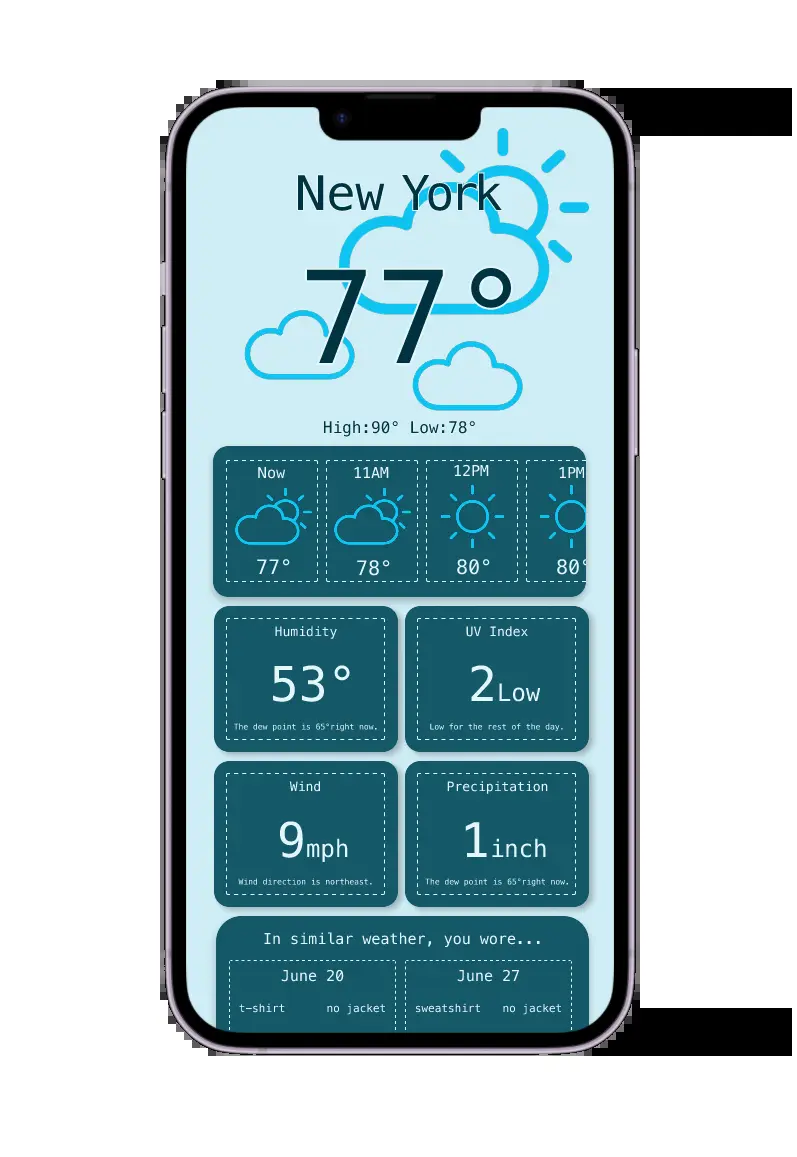 New York
77°
High:90° Low:78°
Now 11AM 12PM 1PM
77° 78° 80° 80°
Humidity UV Index
53° 2Low
The dew point is 65°right now. Low for the rest of the day.
Wind Precipitation
9mph 1inch
Wind direction is northeast. The dew point is 65°right now.
In similar weather, you wore...
June 20 June 27
t-shirt no jacket sweatshirt no jacket